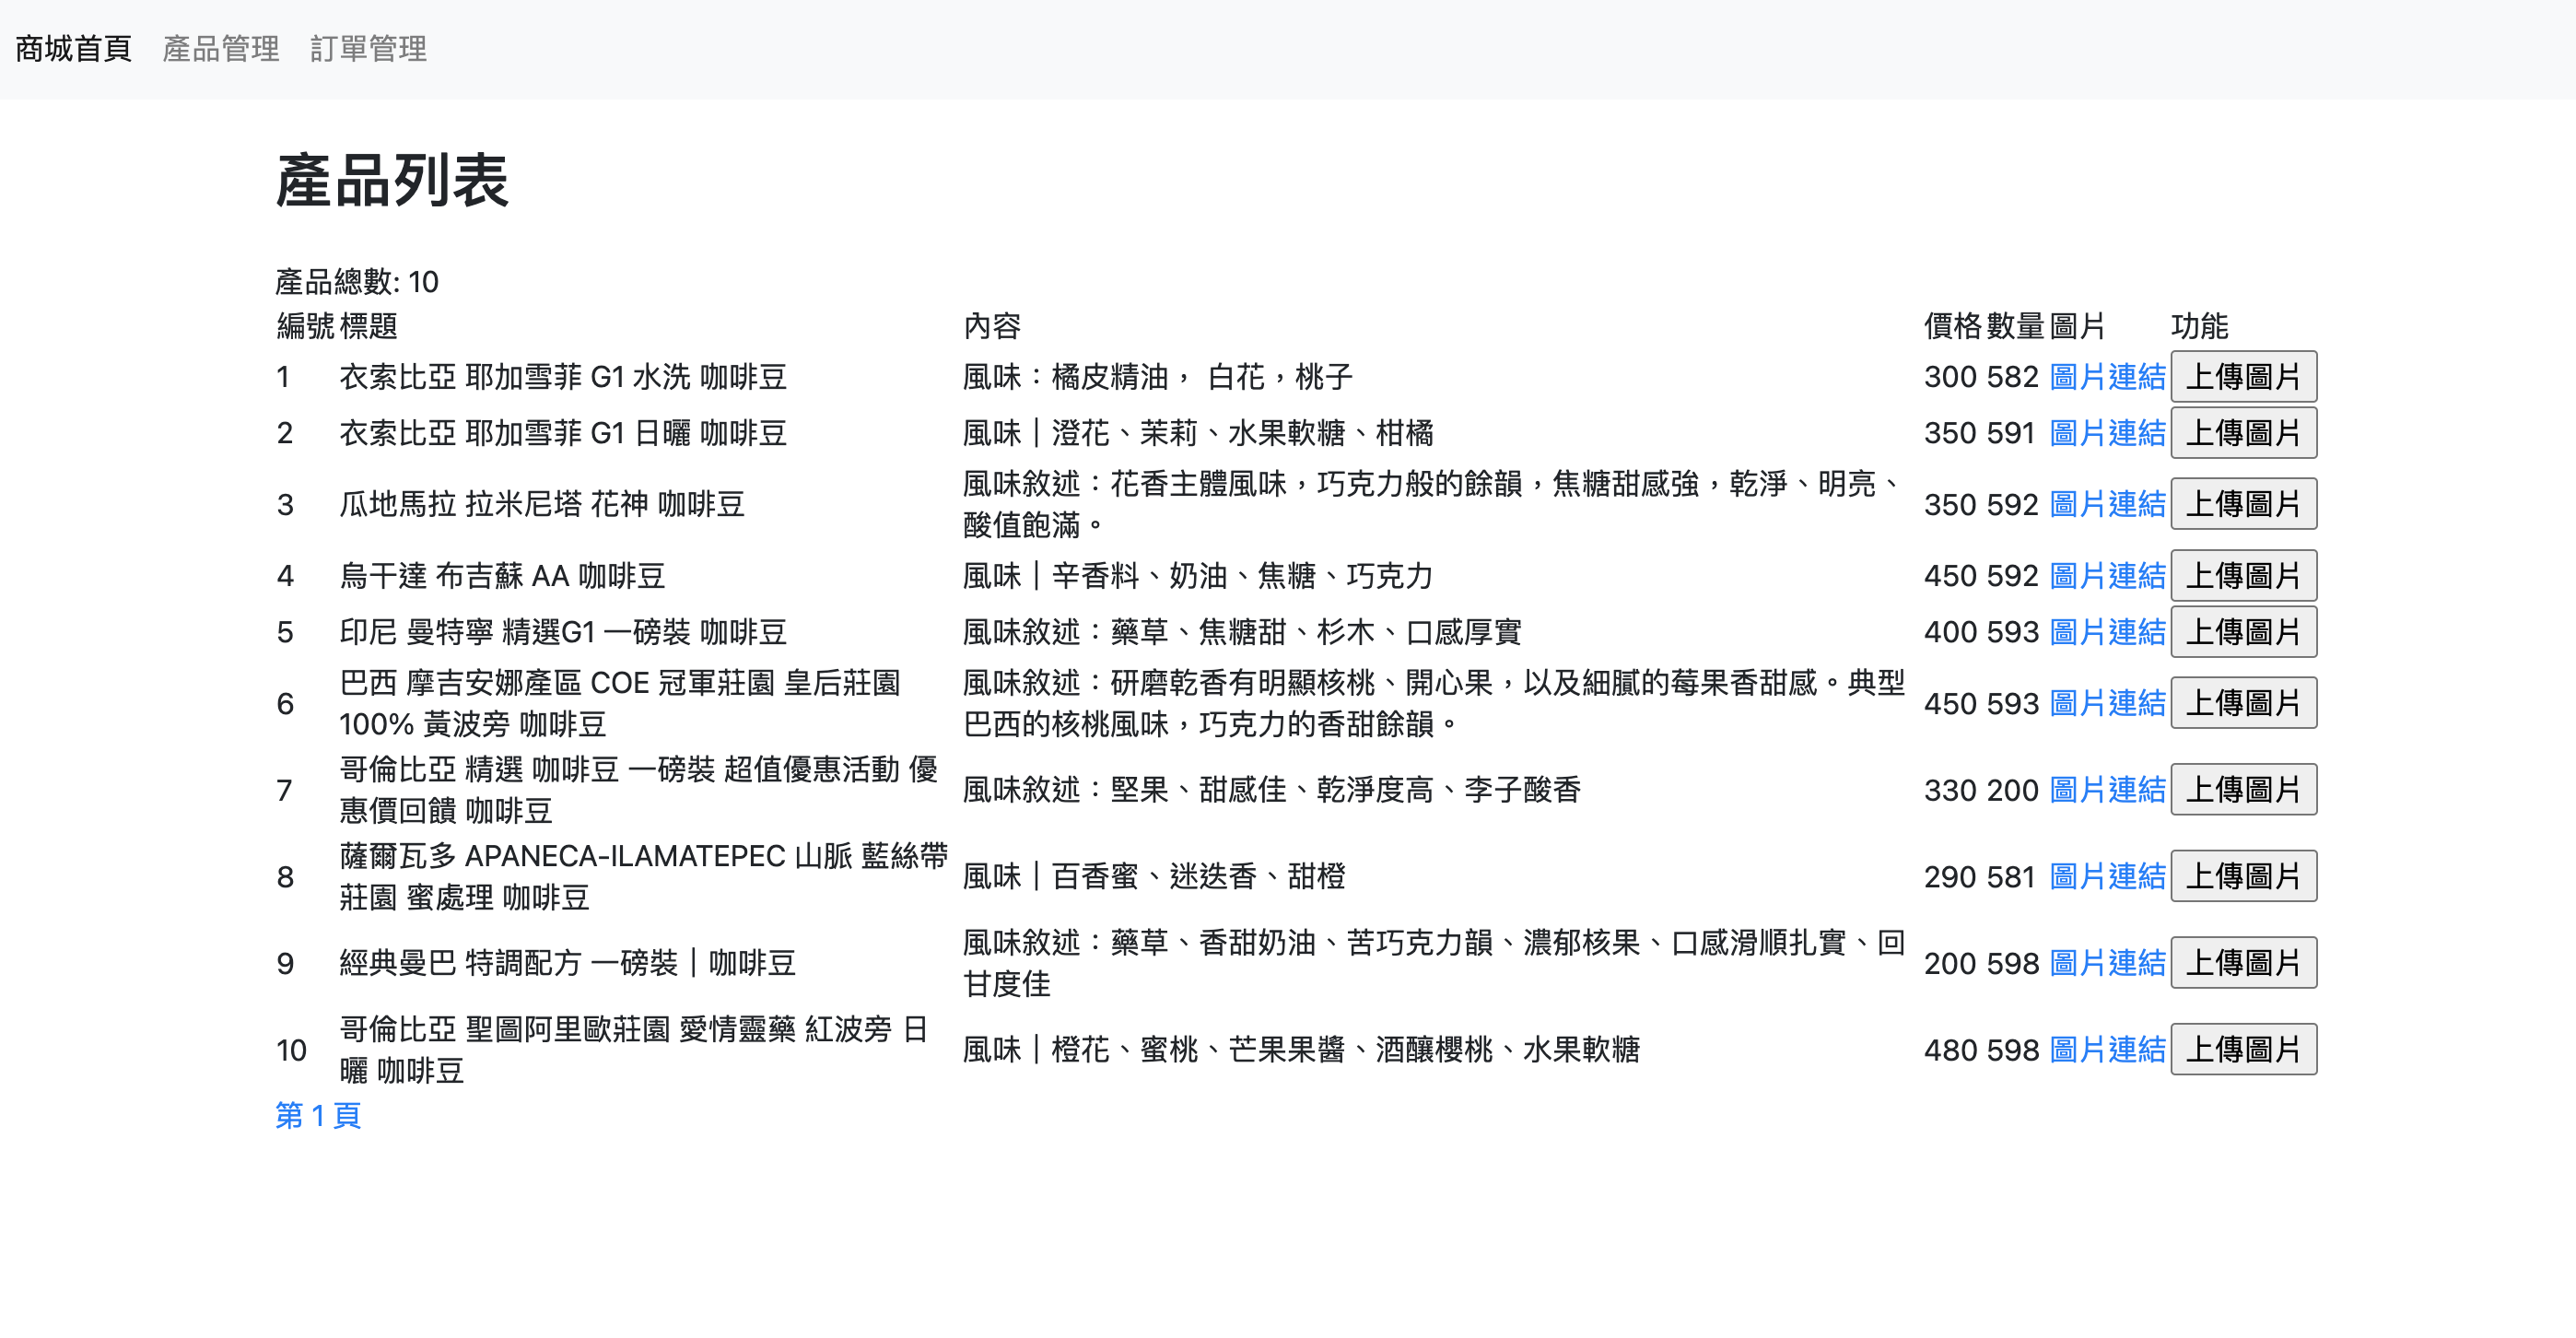 商城首頁 產品管理 訂單管理
產品列表
產品總數: 10
編號 標題 內容 價格 數量 圖片 功能
1 衣索比亞 耶加雪菲 G1 水洗 咖啡豆 風味：橘皮精油， 白花，桃子 300 582 圖片連結 上傳圖片
2 衣索比亞 耶加雪菲 G1 日曬 咖啡豆 風味｜澄花、茉莉、水果軟糖、柑橘 350 591 圖片連結 上傳圖片
3 瓜地馬拉 拉米尼塔 花神 咖啡豆 風味敘述：花香主體風味，巧克力般的餘韻，焦糖甜感強，乾淨、明亮、
酸值飽滿。 350 592 圖片連結 上傳圖片
4 烏干達 布吉蘇 AA 咖啡豆 風味｜辛香料、奶油、焦糖、巧克力 450 592 圖片連結 上傳圖片
5 印尼 曼特寧 精選G1 一磅裝 咖啡豆 風味敘述：藥草、焦糖甜、杉木、口感厚實 400 593 圖片連結 上傳圖片
6 巴西 摩吉安娜產區 COE 冠軍莊園 皇后莊園
100% 黃波旁 咖啡豆 風味敘述：研磨乾香有明顯核桃、開心果，以及細膩的莓果香甜感。典型
巴西的核桃風味，巧克力的香甜餘韻。 450 593 圖片連結 上傳圖片
7 哥倫比亞 精選 咖啡豆 一磅裝 超值優惠活動 優
惠價回饋 咖啡豆 風味敘述：堅果、甜感佳、乾淨度高、李子酸香 330 200 圖片連結 上傳圖片
8 薩爾瓦多 APANECA-ILAMATEPEC 山脈 藍絲帶
莊園 蜜處理 咖啡豆 風味｜百香蜜、迷迭香、甜橙 290 581 圖片連結 上傳圖片
9 經典曼巴 特調配方 一磅裝｜咖啡豆 風味敘述：藥草、香甜奶油、苦巧克力韻、濃郁核果、口感滑順扎實、回
甘度佳 200 598 圖片連結 上傳圖片
10 哥倫比亞 聖圖阿里歐莊園 愛情靈藥 紅波旁 日
曬 咖啡豆 風味｜橙花、蜜桃、芒果果醬、酒釀櫻桃、水果軟糖 480 598 圖片連結 上傳圖片
第 1 頁